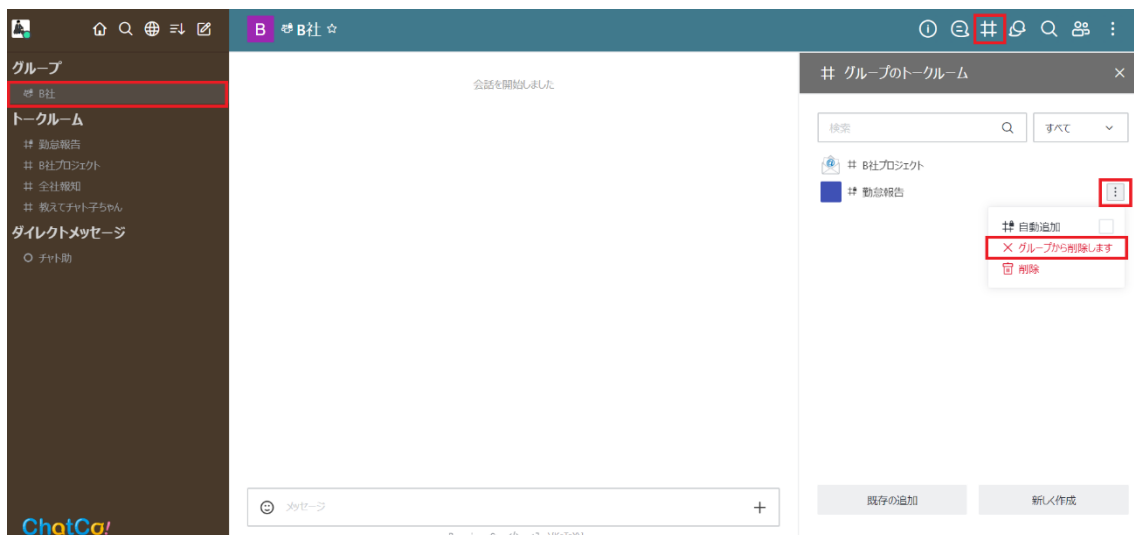 B B社
グループ
B社
トークルーム
勤怠報告
B社プロジェクト
全社報知
教えてチャト子ちゃん
ダイレクトメッセージ
チャト助
ChatCo!
会話を開始しました
メッセージ
グループのトークルーム
検索
すべて
B社プロジェクト
勤怠報告
自動追加
グループから削除します
削除
既存の追加
新しく作成